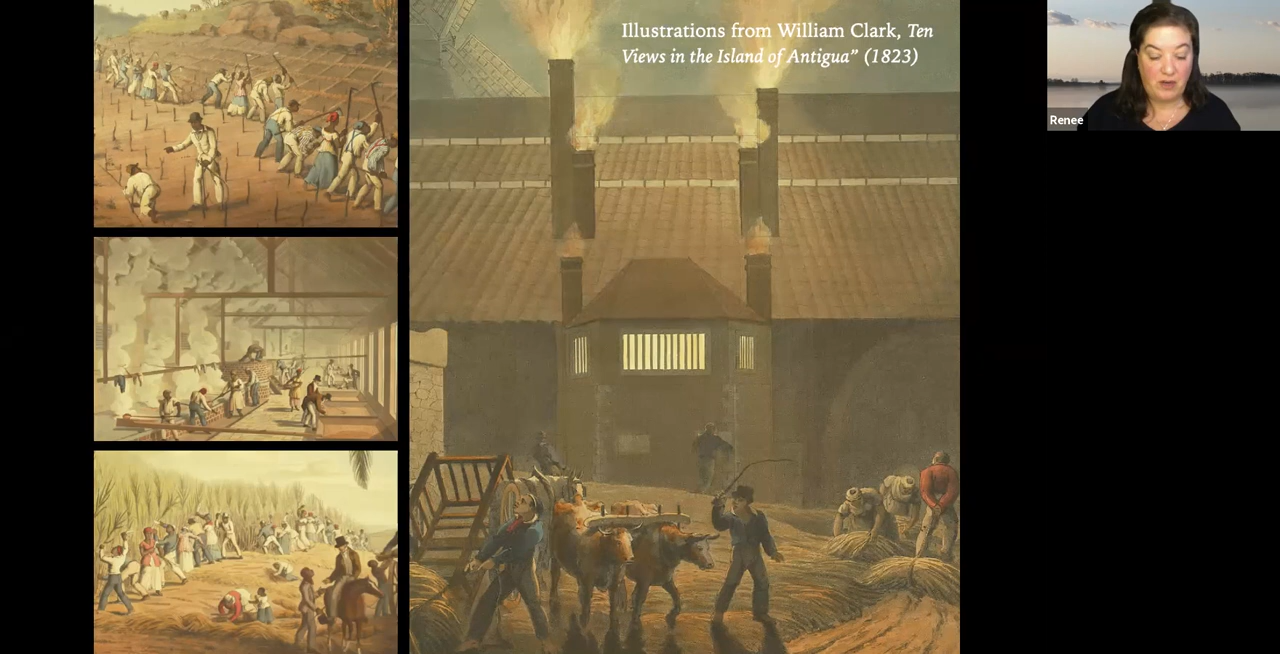 Illustrations from William Clark, Ten
Views in the Island of Antigua” (1823)
Renee